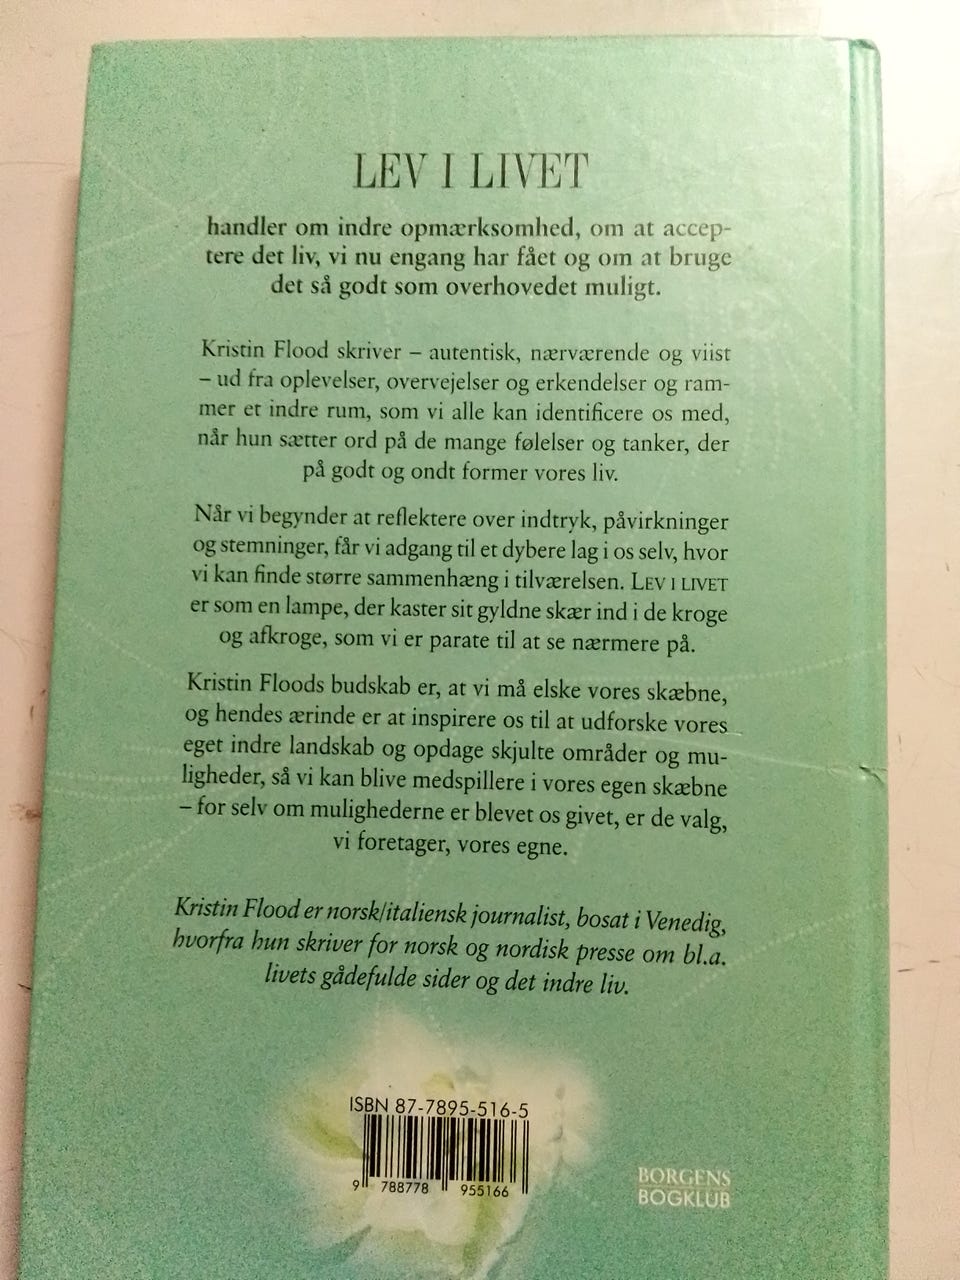 LEV I LIVET
handler om indre opmærksomhed, om at accep-
tere det liv, vi nu engang har fået og om at bruge
det så godt som overhovedet muligt.
Kristin Flood skriver – autentisk, nærværende og viist
– ud fra oplevelser, overvejelser og erkendelser og ram-
mer et indre rum, som vi alle kan identificere os med,
når hun sætter ord på de mange følelser og tanker, der
på godt og ondt former vores liv.
Når vi begynder at reflektere over indtryk, påvirkninger
og stemninger, får vi adgang til et dybere lag i os selv, hvor
vi kan finde større sammenhæng i tilværelsen. LEV I LIVET
er som en lampe, der kaster sit gyldne skær ind i de kroge
og afkroge, som vi er parate til at se nærmere på.
Kristin Floods budskab er, at vi må elske vores skæbne,
og hendes ærinde er at inspirere os til at udforske vores
eget indre landskab og opdage skjulte områder og mu-
ligheder, så vi kan blive medspillere i vores egen skæbne
– for selv om mulighederne er blevet os givet, er de valg,
vi foretager, vores egne.
Kristin Flood er norsk/italiensk journalist, bosat i Venedig,
hvorfra hun skriver for norsk og nordisk presse om bl.a.
livets gådefulde sider og det indre liv.
ISBN 87-7895-516-5
9 788778 955166
BORGENS
BOGKLUB